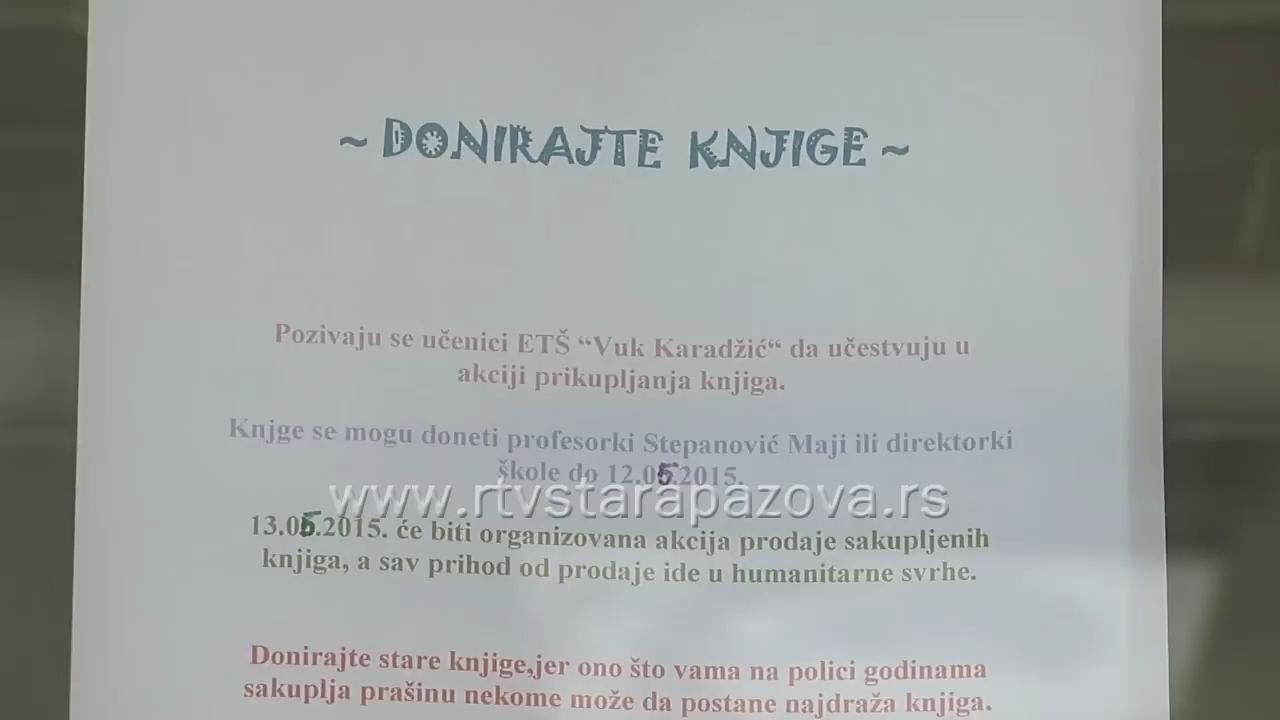 ~ DONIRAJTE KNJIGE ~
Pozivaju se učenici ETŠ “Vuk Karadžić“ da učestvuju u
akciji prikupljanja knjiga.
Knjge se mogu doneti profesorki Stepanović Maji ili direktorki
škole do 12.05.2015.
www.rtvstarapazova.rs
13.05.2015. će biti organizovana akcija prodaje sakupljenih
knjiga, a sav prihod od prodaje ide u humanitarne svrhe.
Donirajte stare knjige,jer ono što vama na polici godinama
sakuplja prašinu nekome može da postane najdraža knjiga.